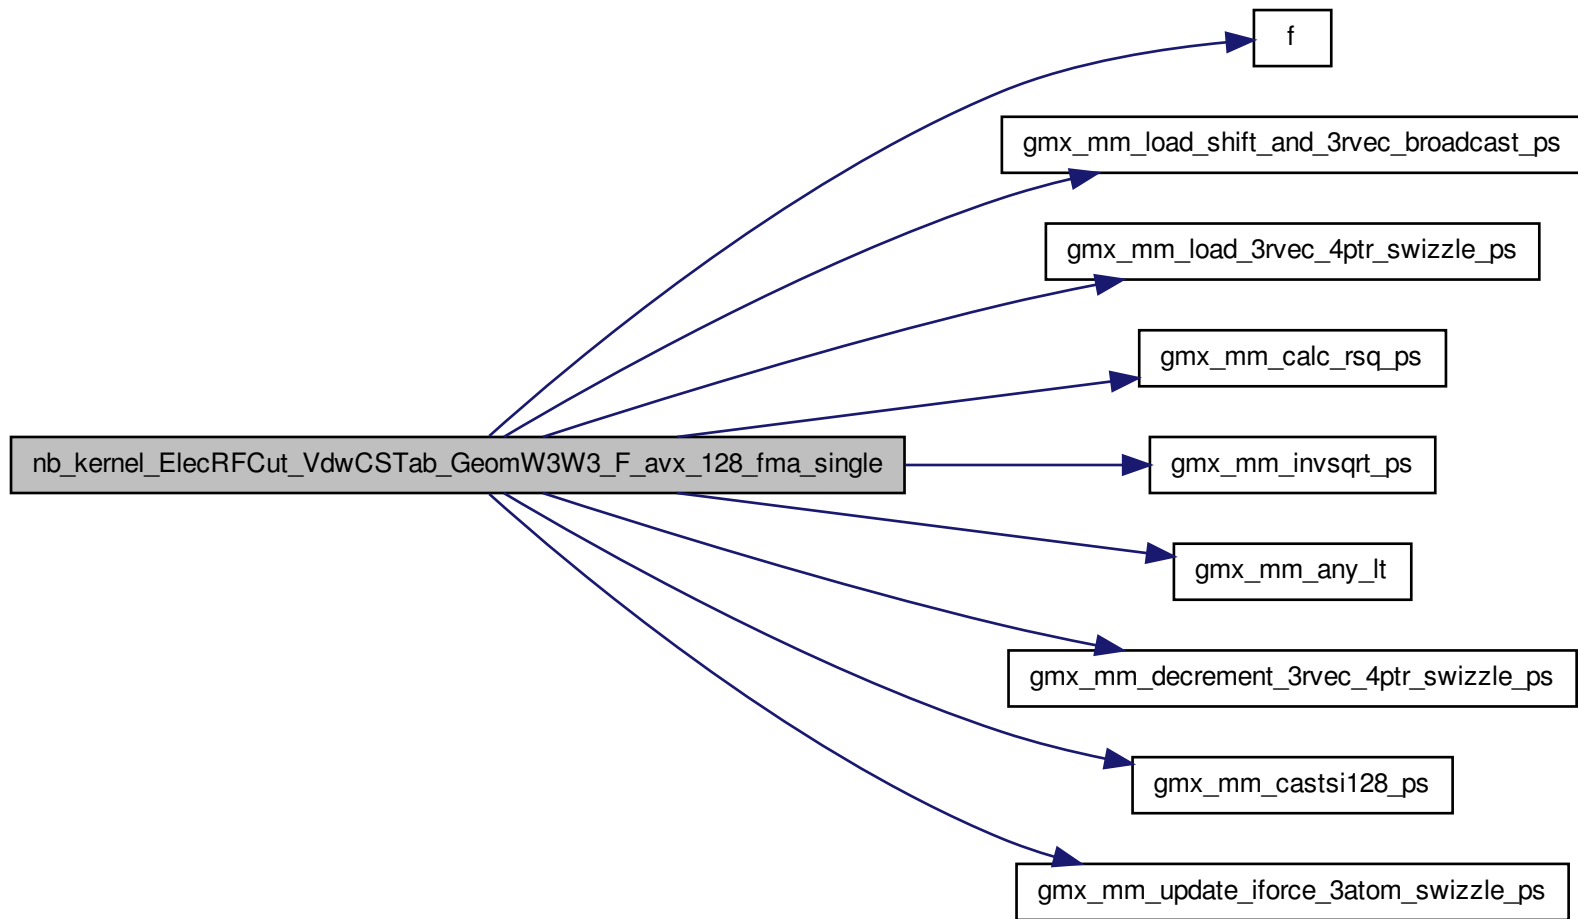 f
gmx_mm_load_shift_and_3rvec_broadcast_ps
gmx_mm_load_3rvec_4ptr_swizzle_ps
gmx_mm_calc_rsq_ps
nb_kernel_ElecRFCut_VdwCSTab_GeomW3W3_F_avx_128_fma_single
gmx_mm_invsqrt_ps
gmx_mm_any_lt
gmx_mm_decrement_3rvec_4ptr_swizzle_ps
gmx_mm_castsi128_ps
gmx_mm_update_iforce_3atom_swizzle_ps